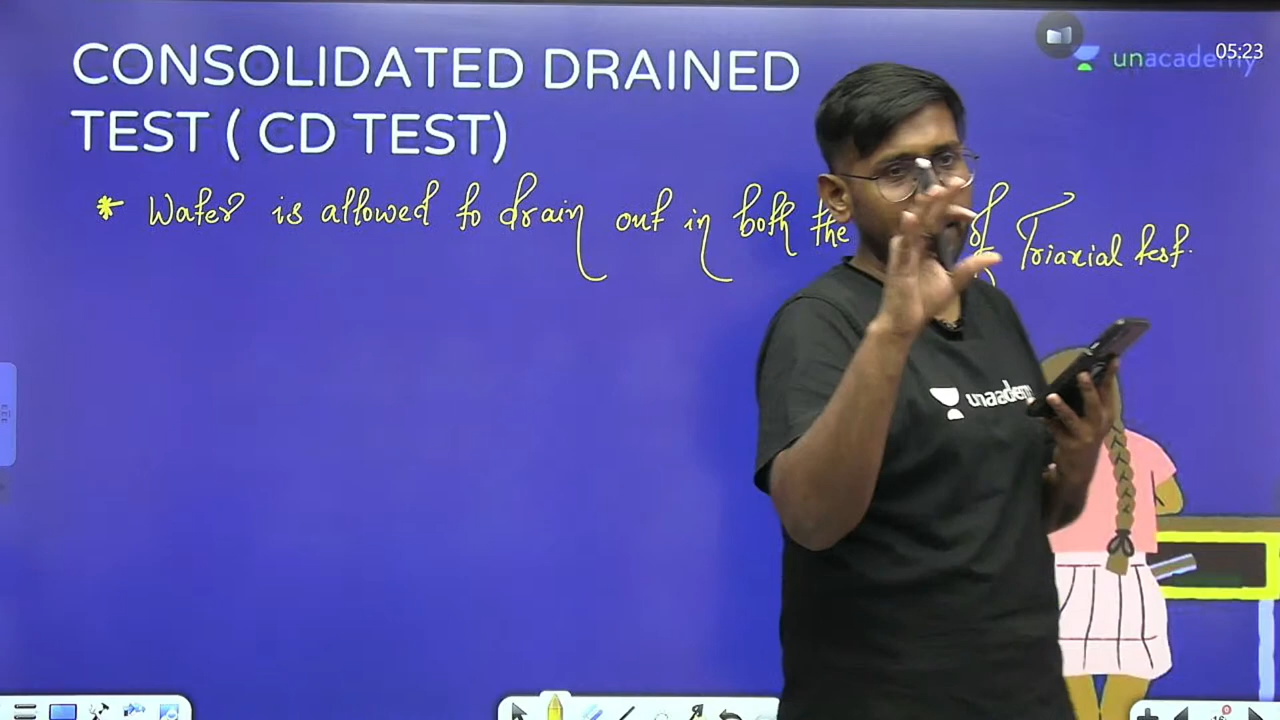 CONSOLIDATED DRAINED
TEST ( CD TEST)
unacademy
05:23
* Water is allowed to drain out in both the of Triaxial test.
unaadem